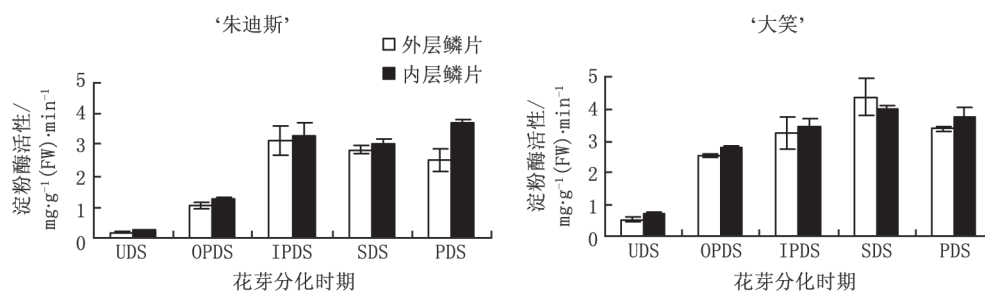 ‘朱迪斯’
外层鳞片
内层鳞片
淀粉酶活性/
mg·g⁻¹(FW)·min⁻¹
5
4
3
2
1
0
UDS OPDS IPDS SDS PDS
花芽分化时期
‘大笑’
淀粉酶活性/
mg·g⁻¹(FW)·min⁻¹
5
4
3
2
1
0
UDS OPDS IPDS SDS PDS
花芽分化时期